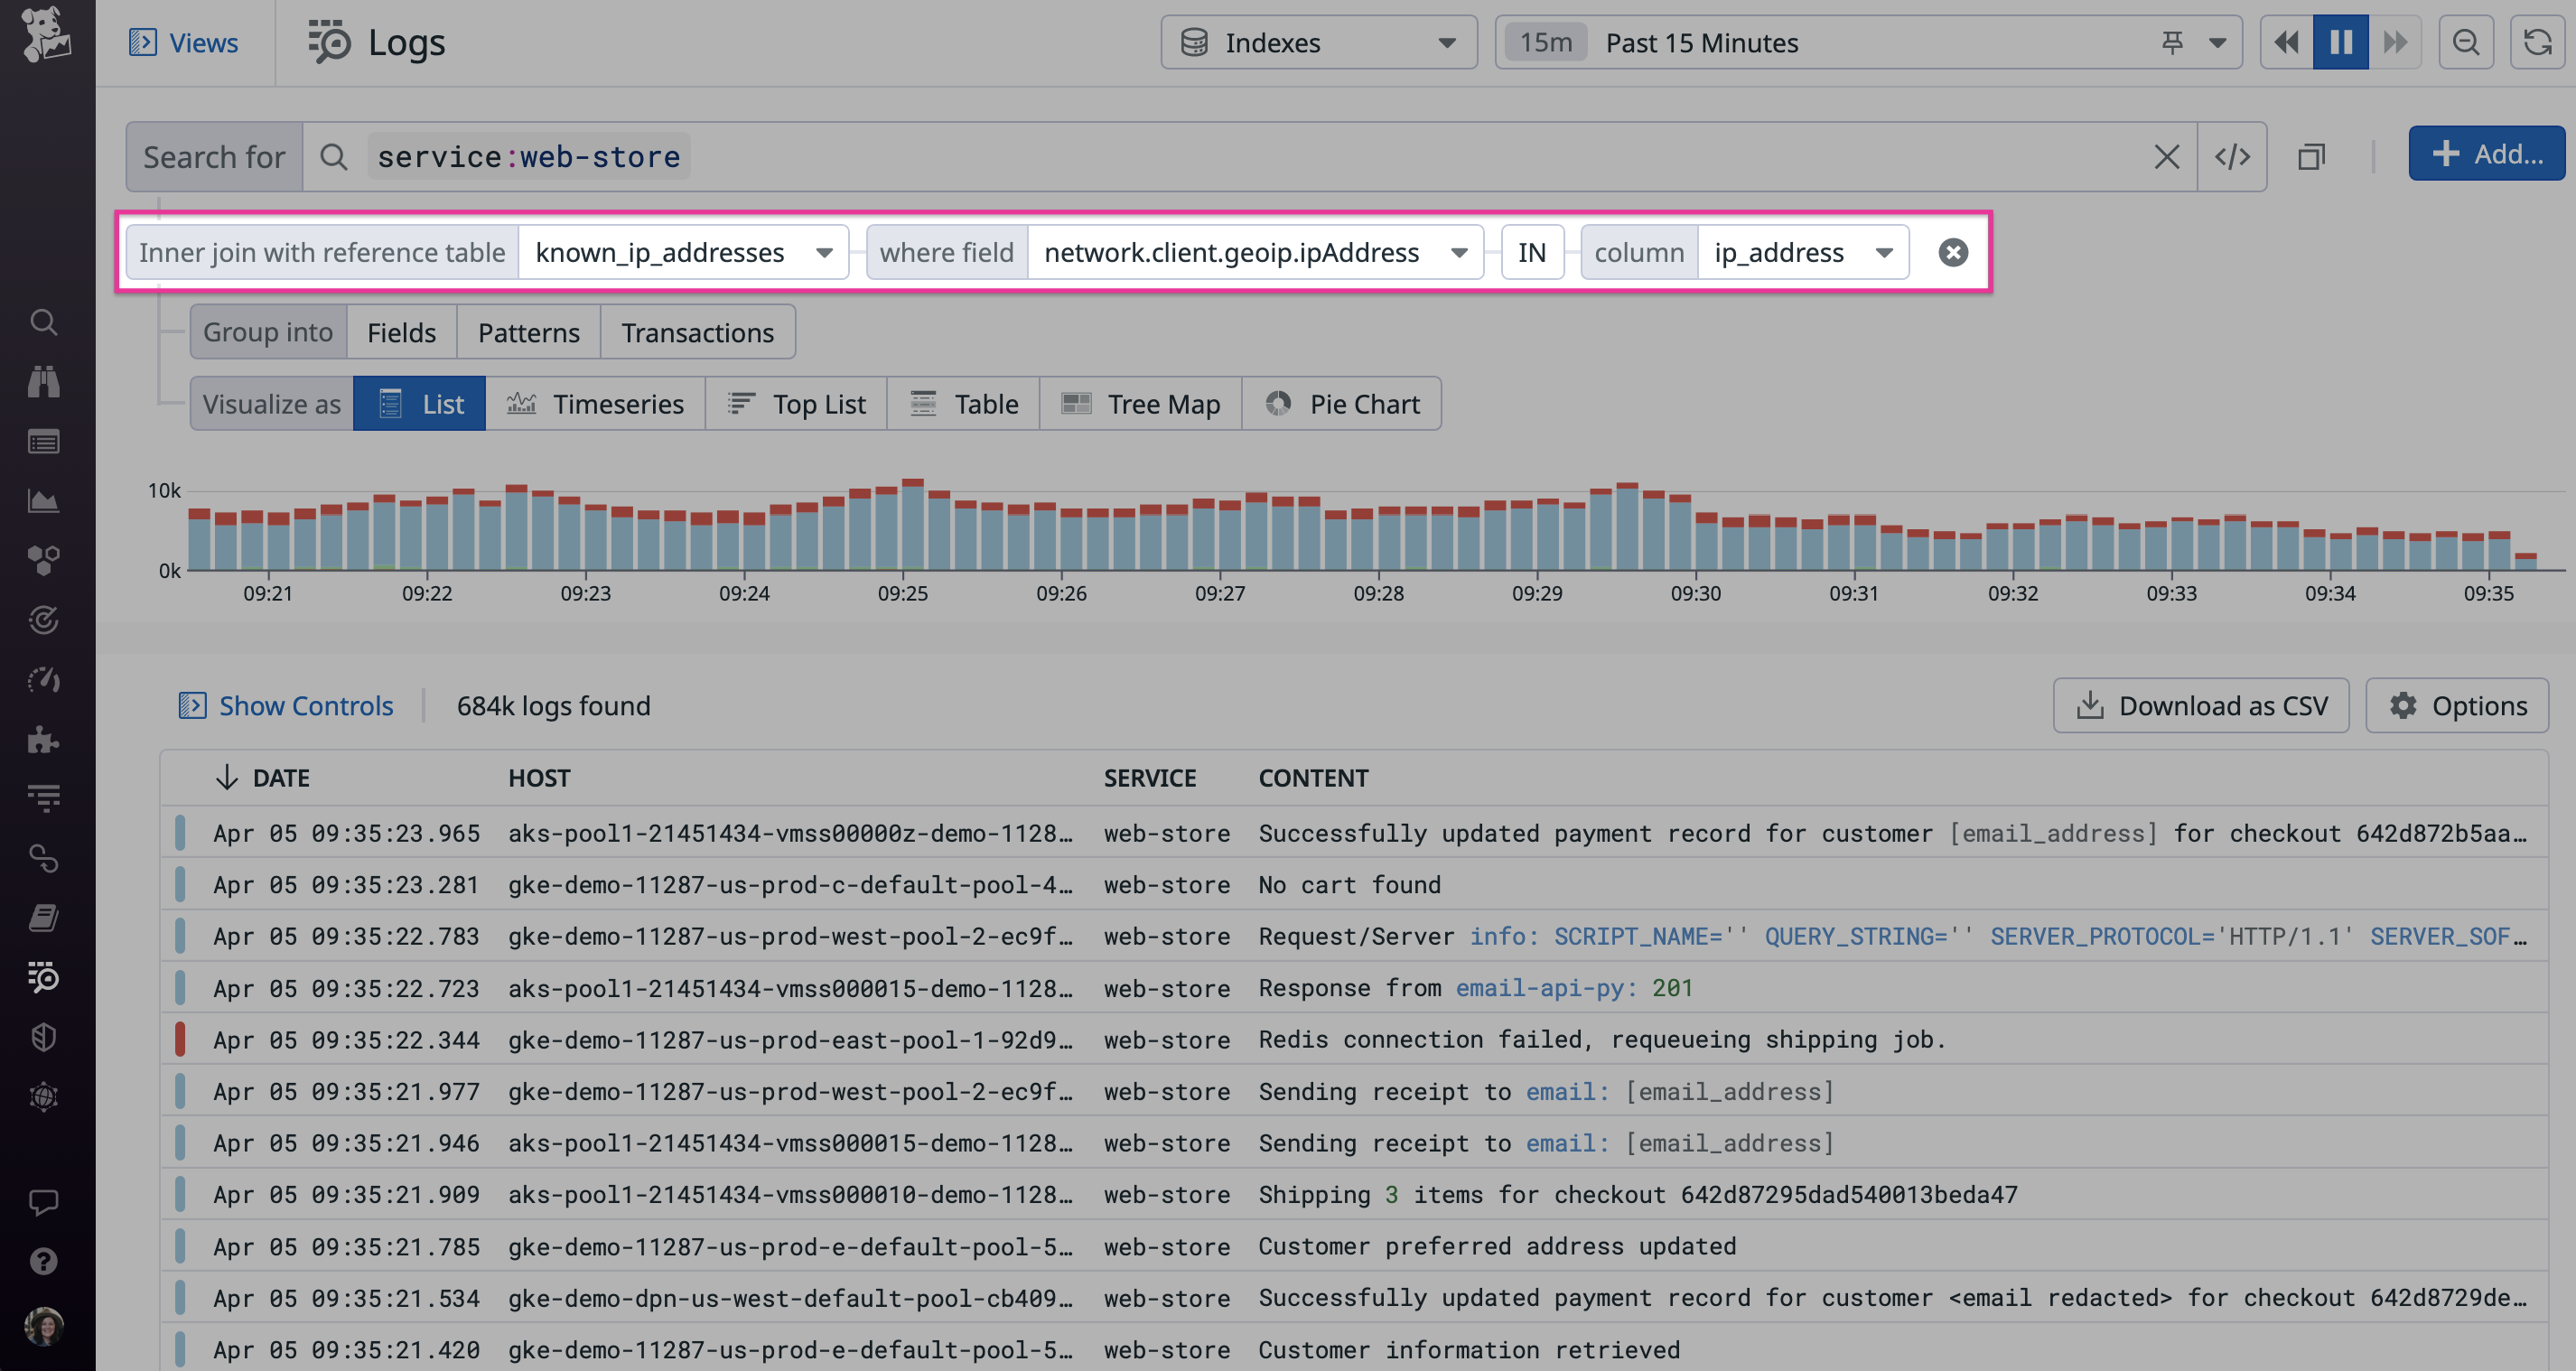 Views Logs Indexes 15m Past 15 Minutes
Search for service:web-store Add...
Inner join with reference table known_ip_addresses where field network.client.geoip.ipAddress IN column ip_address
Group into Fields Patterns Transactions
Visualize as List Timeseries Top List Table Tree Map Pie Chart
10k
0k
09:21 09:22 09:23 09:24 09:25 09:26 09:27 09:28 09:29 09:30 09:31 09:32 09:33 09:34 09:35
Show Controls 684k logs found Download as CSV Options
DATE HOST SERVICE CONTENT
Apr 05 09:35:23.965 aks-pool1-21451434-vmss00000z-demo-1128… web-store Successfully updated payment record for customer [email_address] for checkout 642d872b5aa…
Apr 05 09:35:23.281 gke-demo-11287-us-prod-c-default-pool-4… web-store No cart found
Apr 05 09:35:22.783 gke-demo-11287-us-prod-west-pool-2-ec9f… web-store Request/Server info: SCRIPT_NAME='' QUERY_STRING='' SERVER_PROTOCOL='HTTP/1.1' SERVER_SOF…
Apr 05 09:35:22.723 aks-pool1-21451434-vmss000015-demo-1128… web-store Response from email-api-py: 201
Apr 05 09:35:22.344 gke-demo-11287-us-prod-east-pool-1-92d9… web-store Redis connection failed, requeueing shipping job.
Apr 05 09:35:21.977 gke-demo-11287-us-prod-west-pool-2-ec9f… web-store Sending receipt to email: [email_address]
Apr 05 09:35:21.946 aks-pool1-21451434-vmss000015-demo-1128… web-store Sending receipt to email: [email_address]
Apr 05 09:35:21.909 aks-pool1-21451434-vmss000010-demo-1128… web-store Shipping 3 items for checkout 642d87295dad540013beda47
Apr 05 09:35:21.785 gke-demo-11287-us-prod-e-default-pool-5… web-store Customer preferred address updated
Apr 05 09:35:21.534 gke-demo-dpn-us-west-default-pool-cb409… web-store Successfully updated payment record for customer <email redacted> for checkout 642d8729de…
Apr 05 09:35:21.420 gke-demo-11287-us-prod-e-default-pool-5… web-store Customer information retrieved